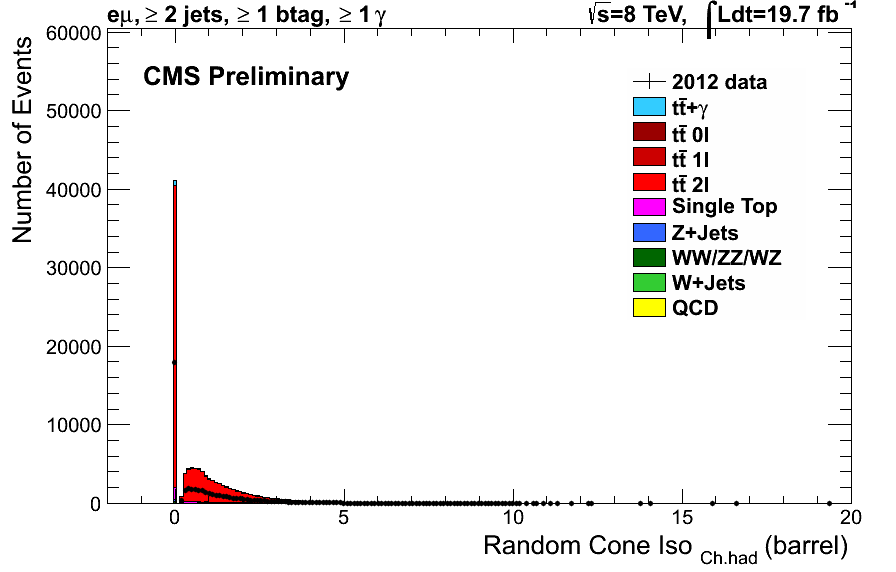 eμ, ≥ 2 jets, ≥ 1 btag, ≥ 1 γ
√s=8 TeV, ∫Ldt=19.7 fb⁻¹
CMS Preliminary
Number of Events
60000
50000
40000
30000
20000
10000
0
2012 data
tt̄+γ
tt̄ 0l
tt̄ 1l
tt̄ 2l
Single Top
Z+Jets
WW/ZZ/WZ
W+Jets
QCD
0 5 10 15 20
Random Cone Iso Ch.had (barrel)